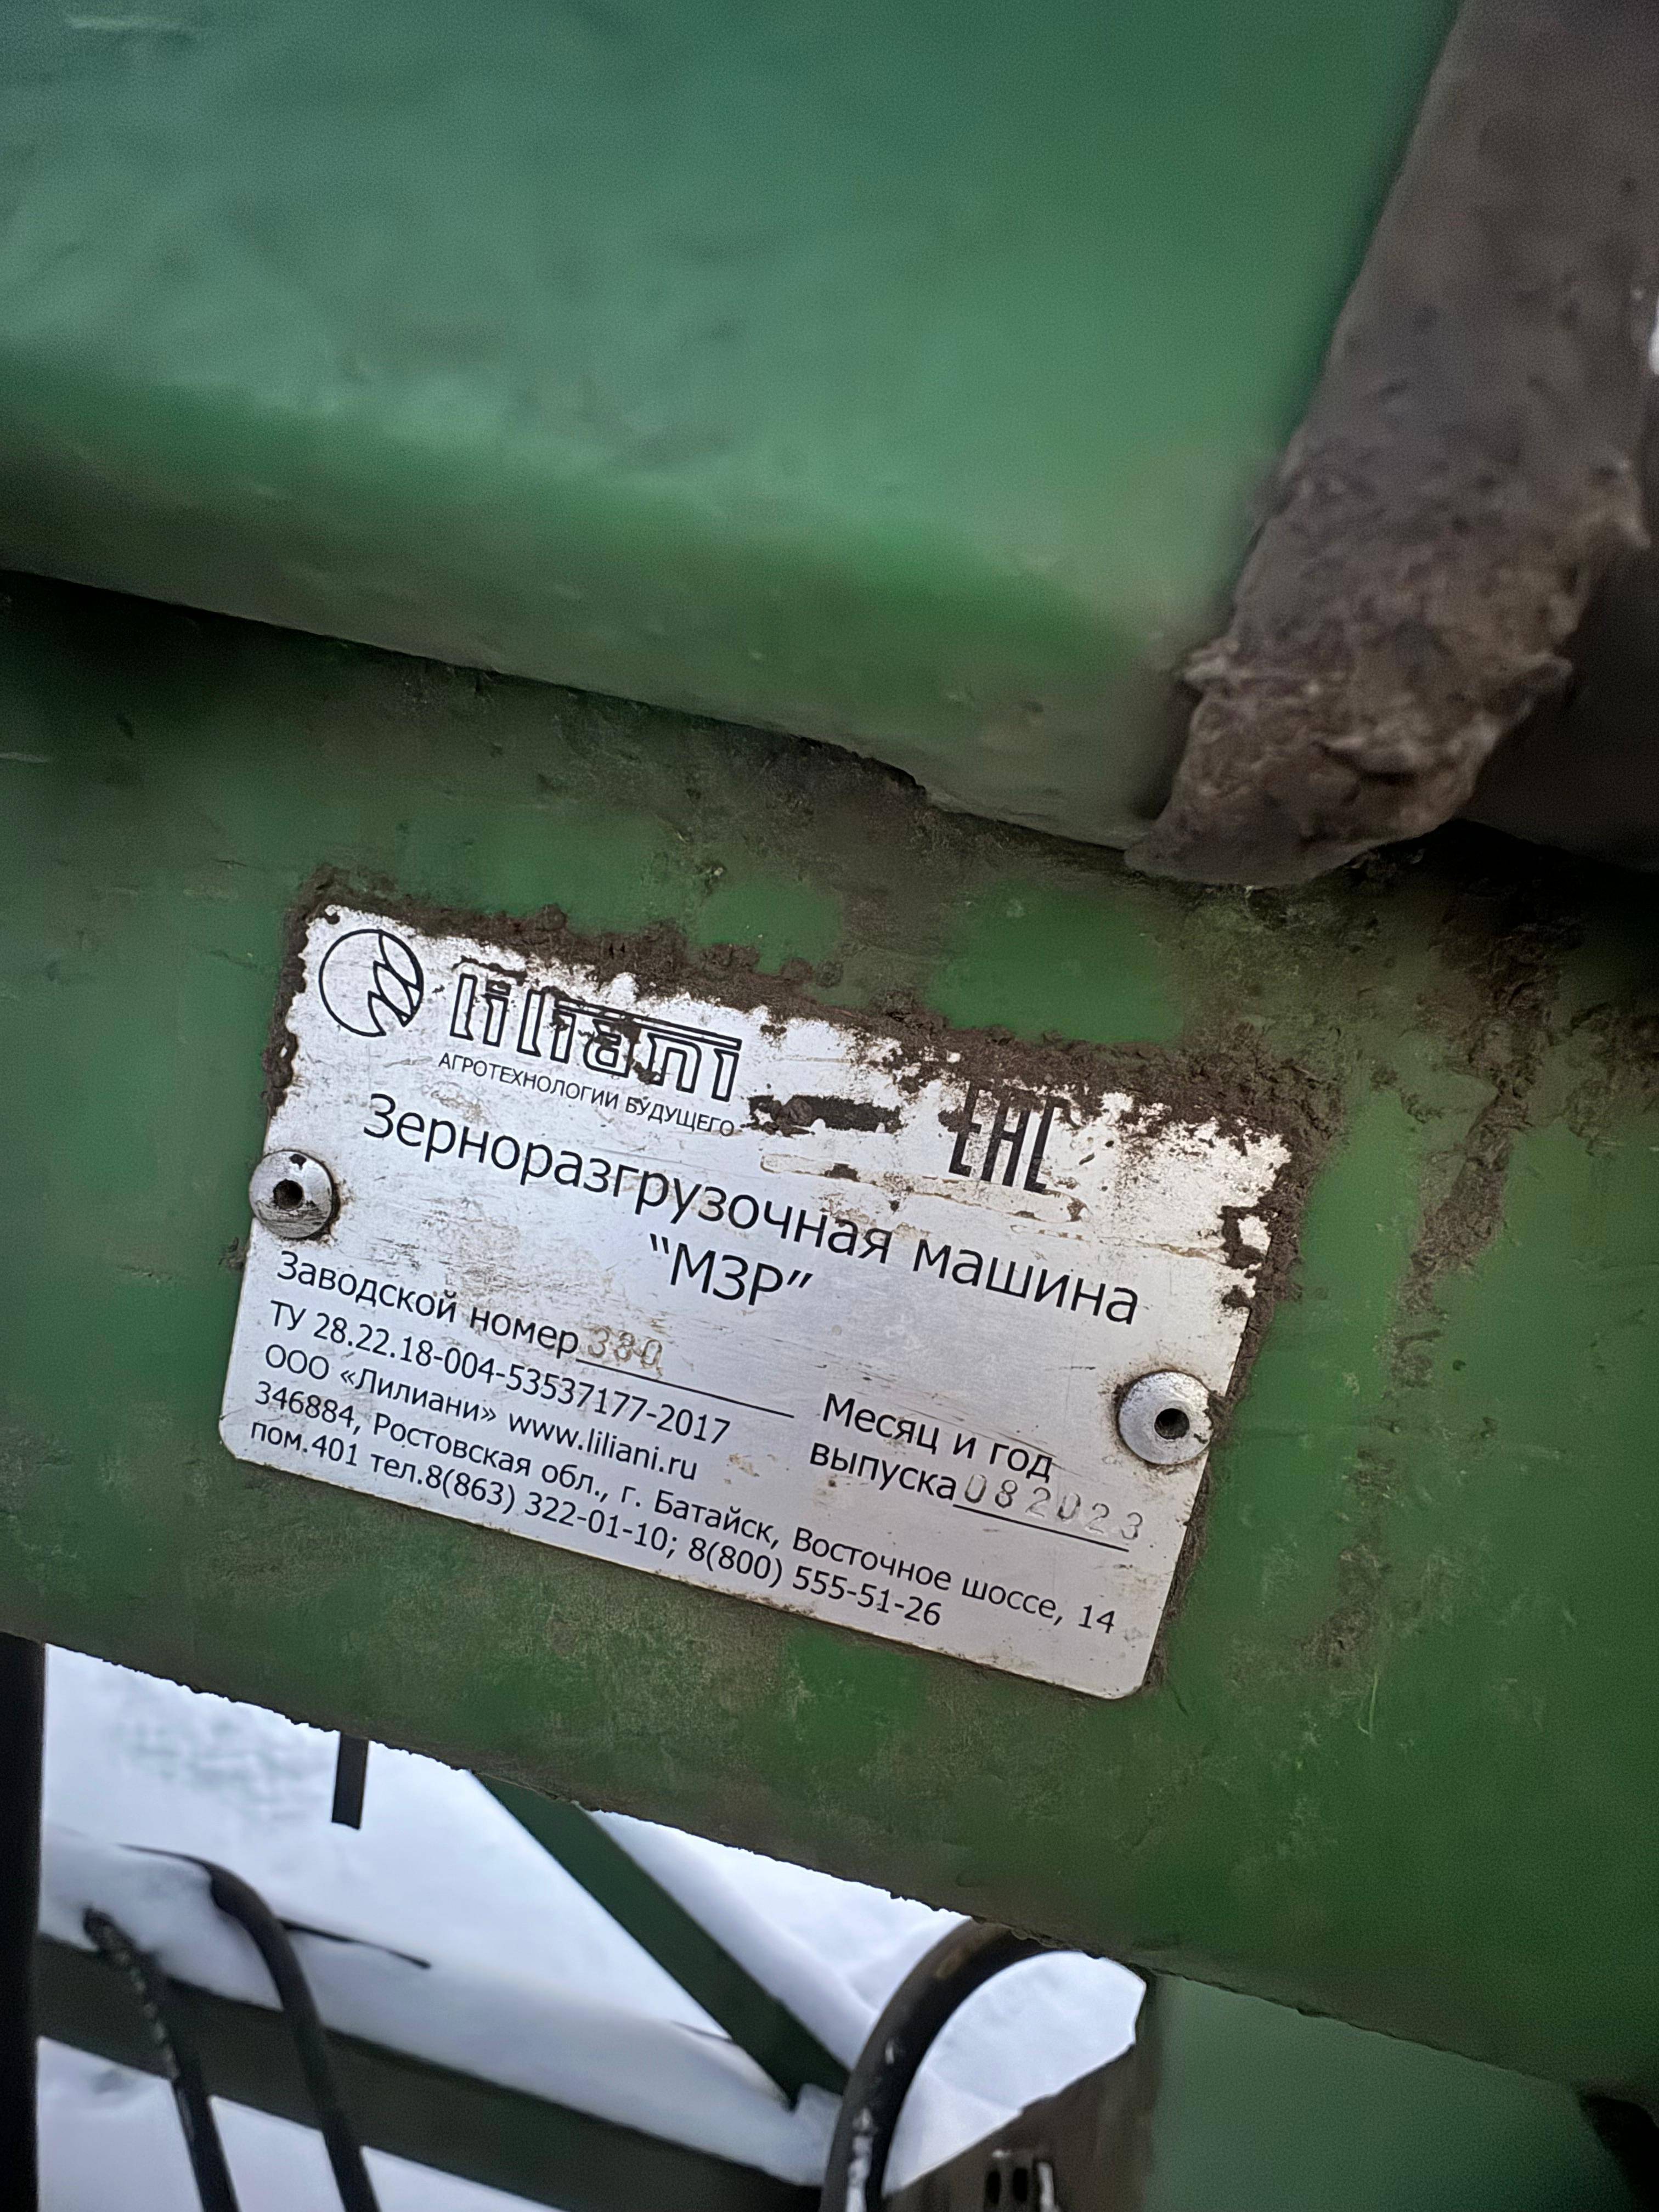 liliani
АГРОТЕХНОЛОГИИ БУДУЩЕГО
ЕАС
Зерноразгрузочная машина
“МЗР”
Заводской номер 330
ТУ 28.22.18-004-53537177-2017
Месяц и год
выпуска 082023
ООО «Лилиани» www.liliani.ru
346884, Ростовская обл., г. Батайск, Восточное шоссе, 14
пом.401 тел.8(863) 322-01-10; 8(800) 555-51-26